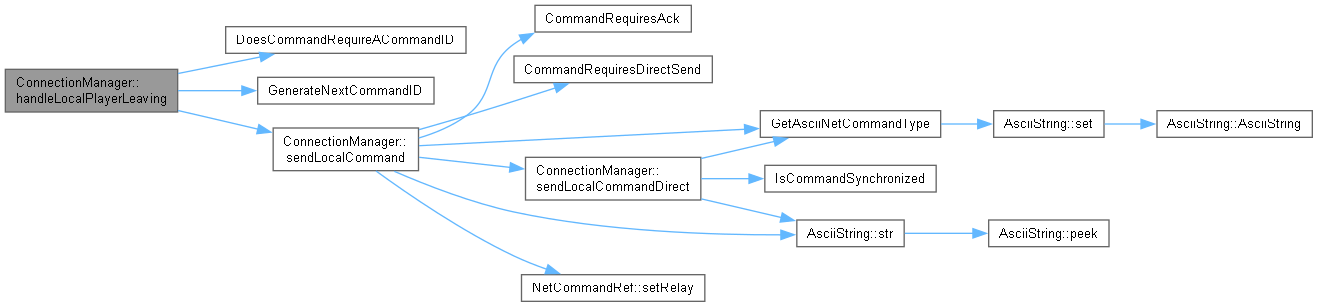 ConnectionManager::
handleLocalPlayerLeaving
DoesCommandRequireACommandID
GenerateNextCommandID
ConnectionManager::
sendLocalCommand
CommandRequiresAck
CommandRequiresDirectSend
GetAsciiNetCommandType
ConnectionManager::
sendLocalCommandDirect
IsCommandSynchronized
AsciiString::str
NetCommandRef::setRelay
AsciiString::set
AsciiString::AsciiString
AsciiString::peek